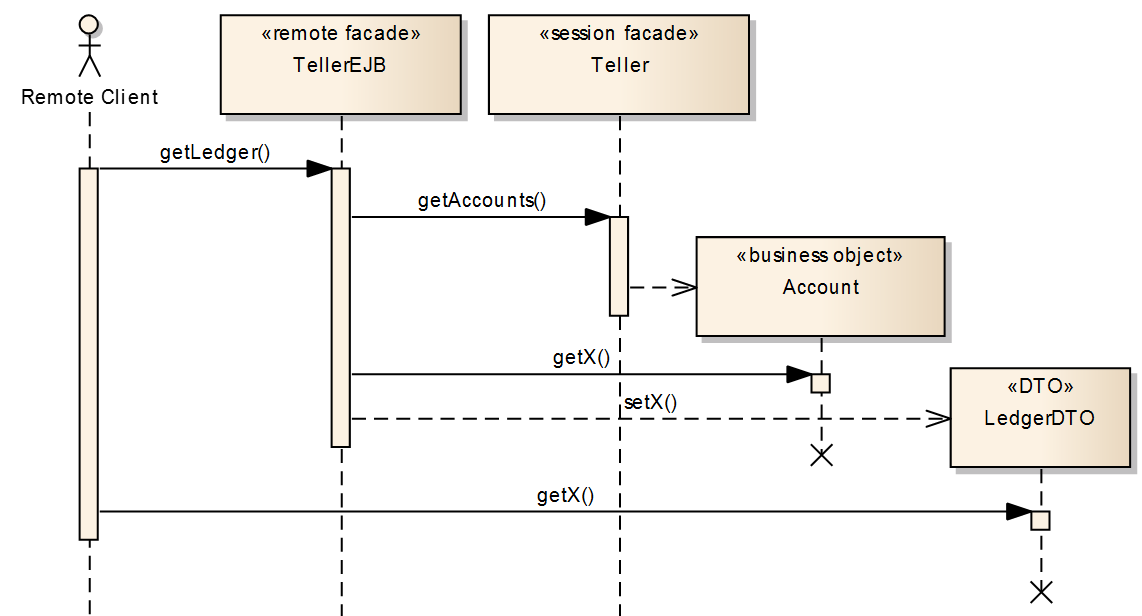 «remote facade»
TellerEJB
«session facade»
Teller
Remote Client
getLedger()
getAccounts()
«business object»
Account
getX()
«DTO»
LedgerDTO
setX()
getX()